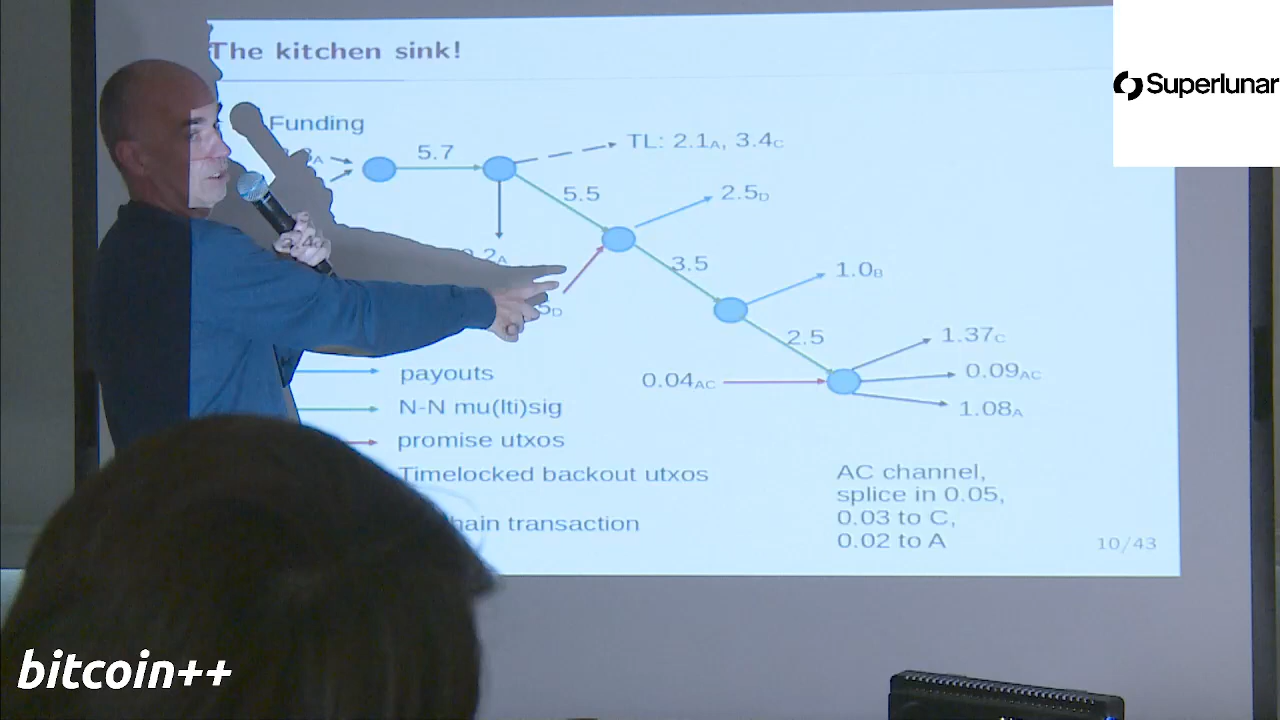 The kitchen sink!
Superlunar
Funding
5.7
TL: 2.1A, 3.4C
5.5
2.5D
3.5
1.0B
2.5
1.37C
0.04AC
0.09AC
1.08A
payouts
N-N mu(lti)sig
promise utxos
Timelocked backout utxos
transaction
AC channel,
splice in 0.05,
0.03 to C,
0.02 to A
10/43
bitcoin++